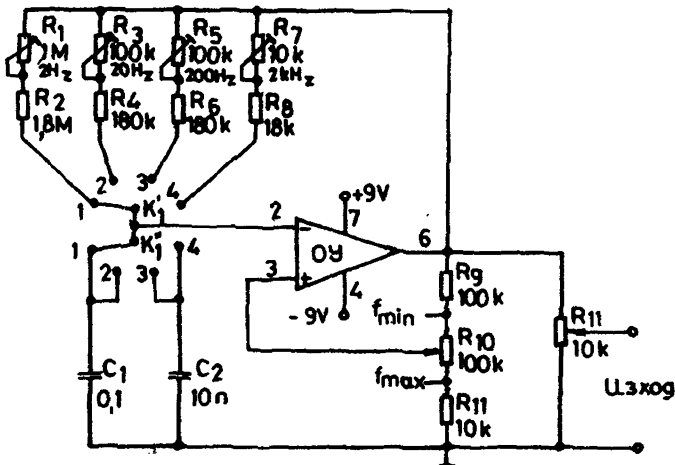 R1 R3 R5 R7
1M 100k 100k 10k
2Hz 20Hz 200Hz 2kHz
R2 R4 R6 R8
1,8M 180k 180k 18k
1 2 3 4
K'1
1 2 3 4
K"1
2 7 +9V
ОУ
6
3 4
-9V
R9
100k
fmin
R10
100k
fmax
R11
10k
R11
10k
Изход
C1
0,1
C2
10n